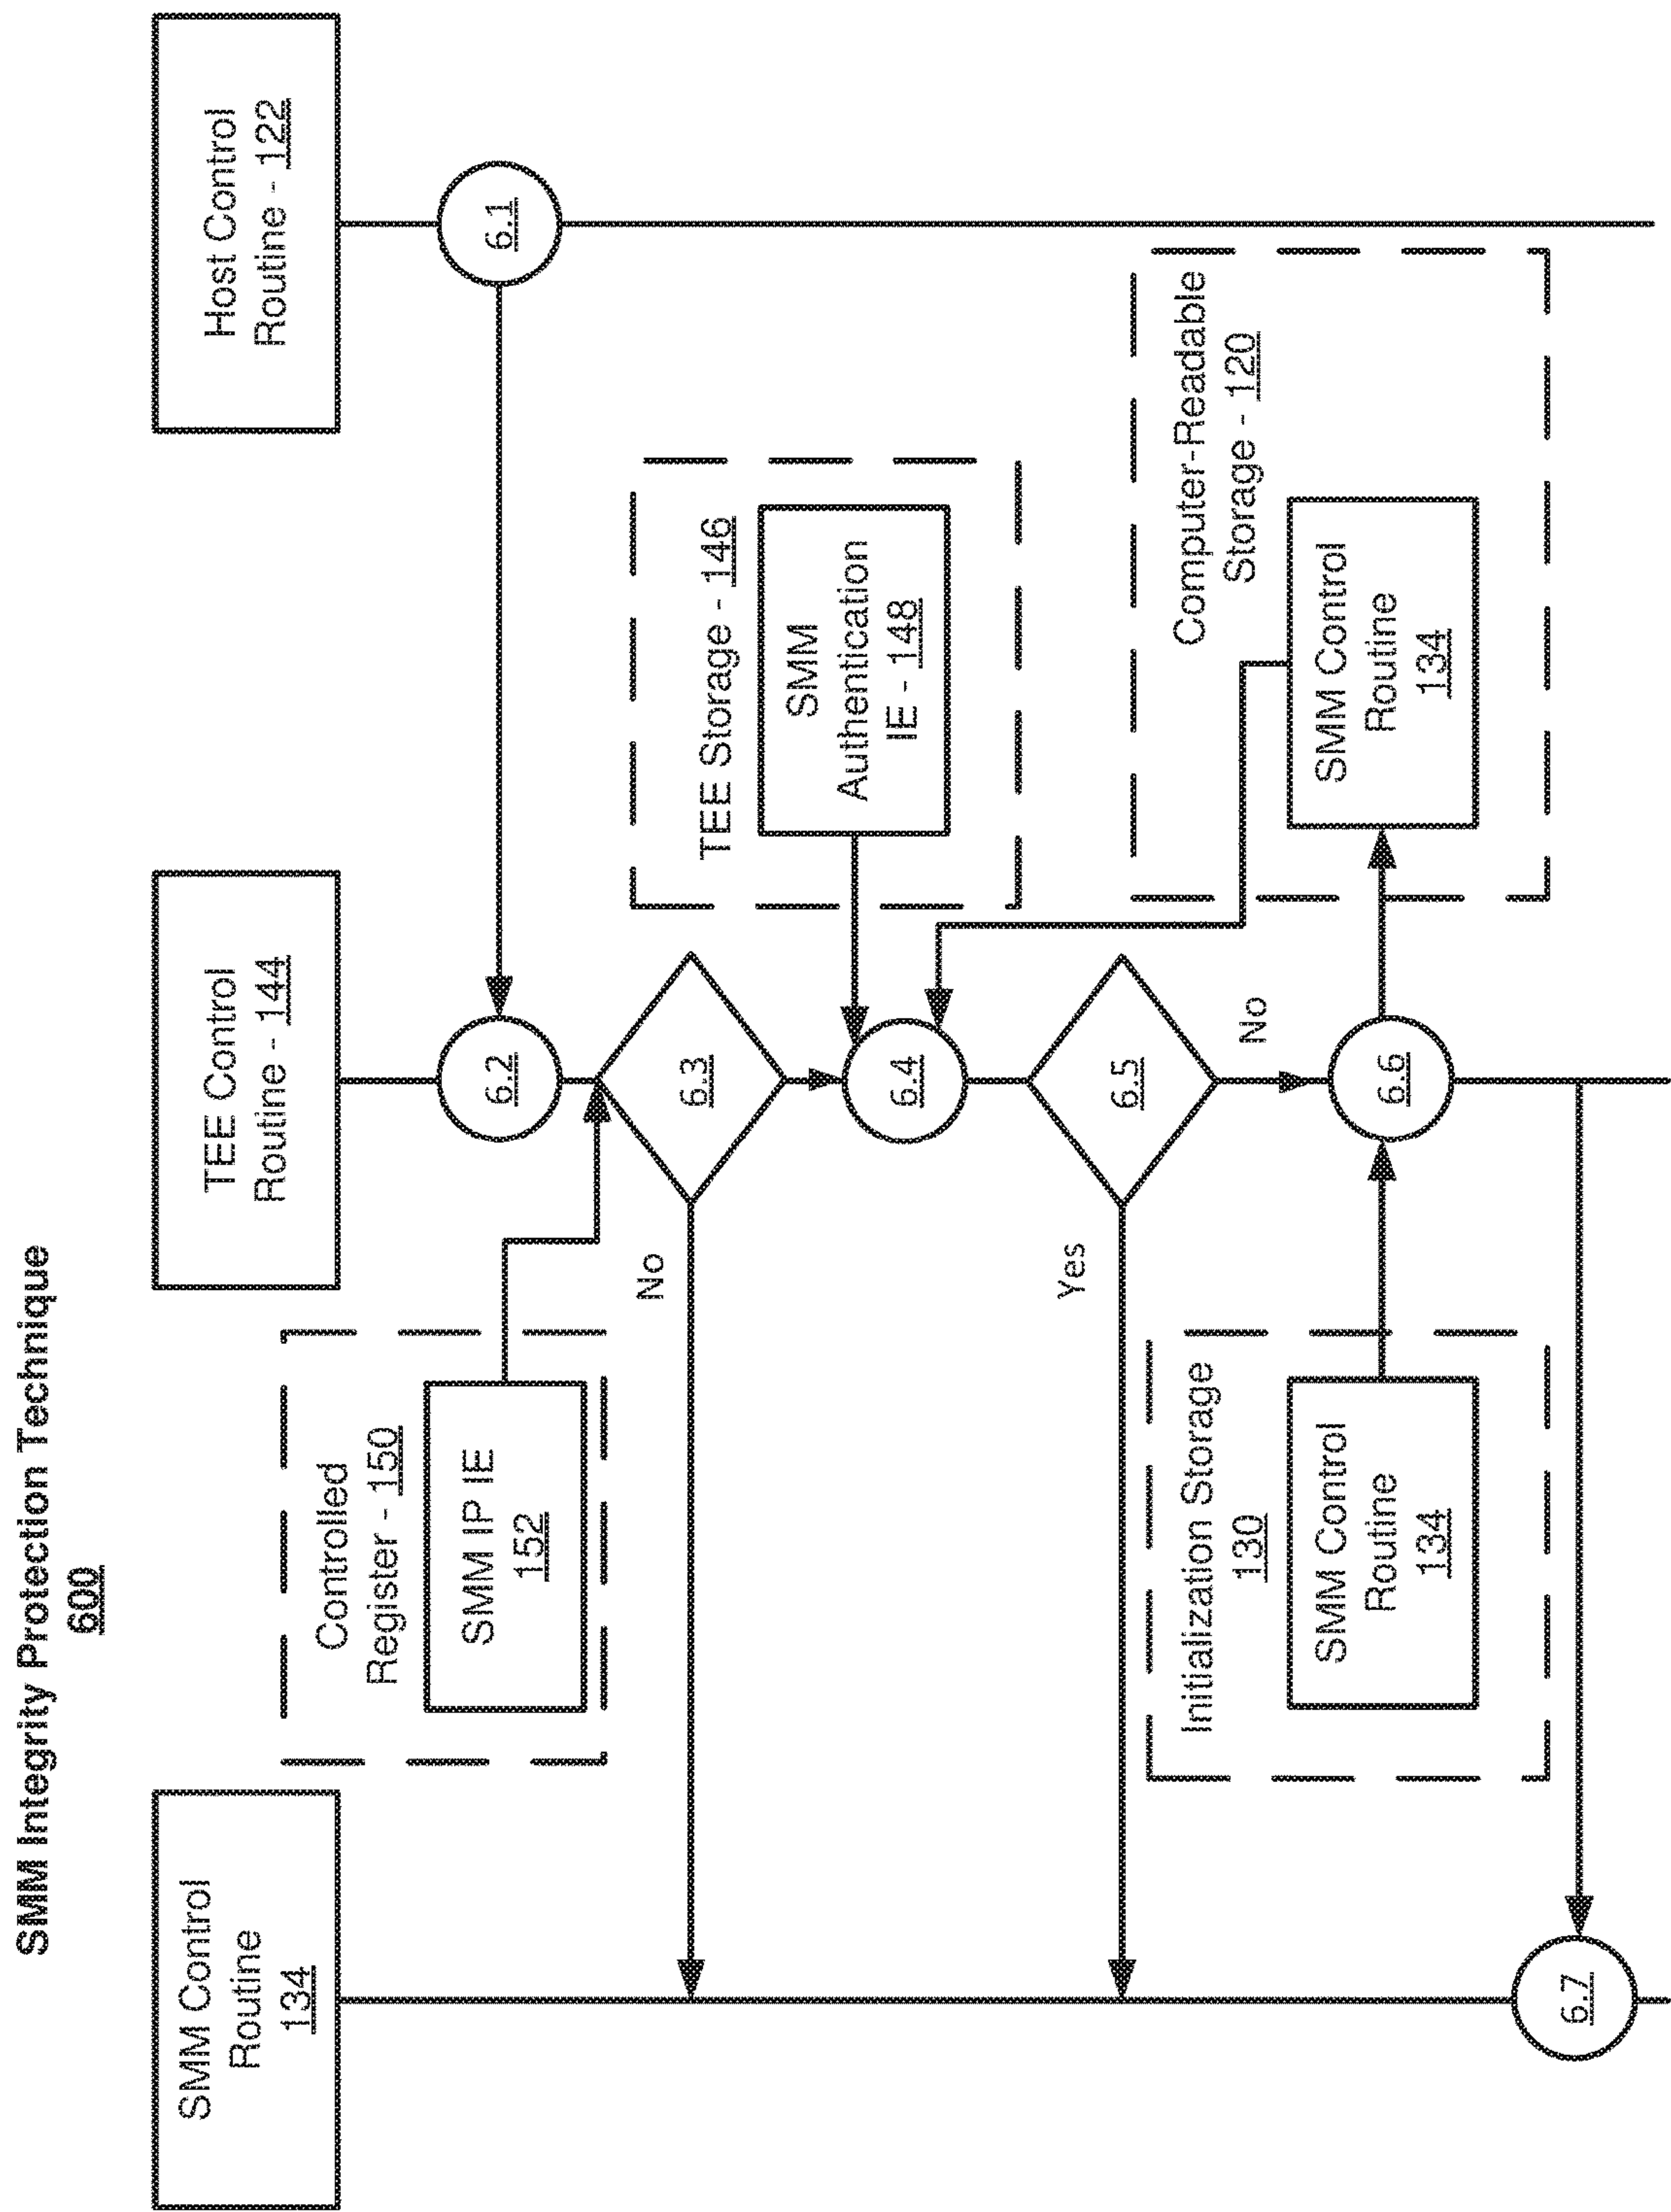 SMM Integrity Protection Technique
600
SMM Control
Routine
134
TEE Control
Routine - 144
Host Control
Routine - 122
6.1
6.2
Controlled
Register - 150
SMM IP IE
152
6.3
No
TEE Storage - 146
SMM
Authentication
IE - 148
6.4
6.5
Yes
No
Computer-Readable
Storage - 120
SMM Control
Routine
134
Initialization Storage
130
SMM Control
Routine
134
6.6
6.7